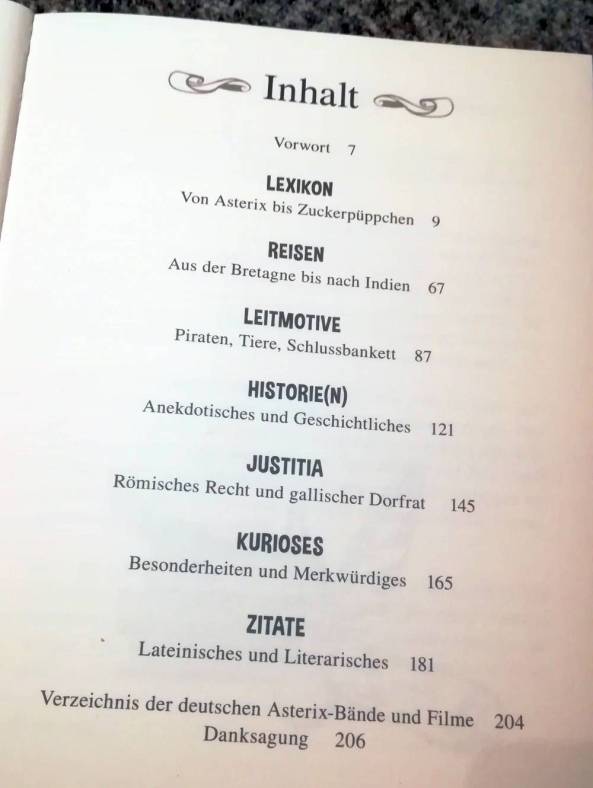 Inhalt
Vorwort 7
LEXIKON
Von Asterix bis Zuckerpüppchen 9
REISEN
Aus der Bretagne bis nach Indien 67
LEITMOTIVE
Piraten, Tiere, Schlussbankett 87
HISTORIE(N)
Anekdotisches und Geschichtliches 121
JUSTITIA
Römisches Recht und gallischer Dorfrat 145
KURIOSES
Besonderheiten und Merkwürdiges 165
ZITATE
Lateinisches und Literarisches 181
Verzeichnis der deutschen Asterix-Bände und Filme 204
Danksagung 206